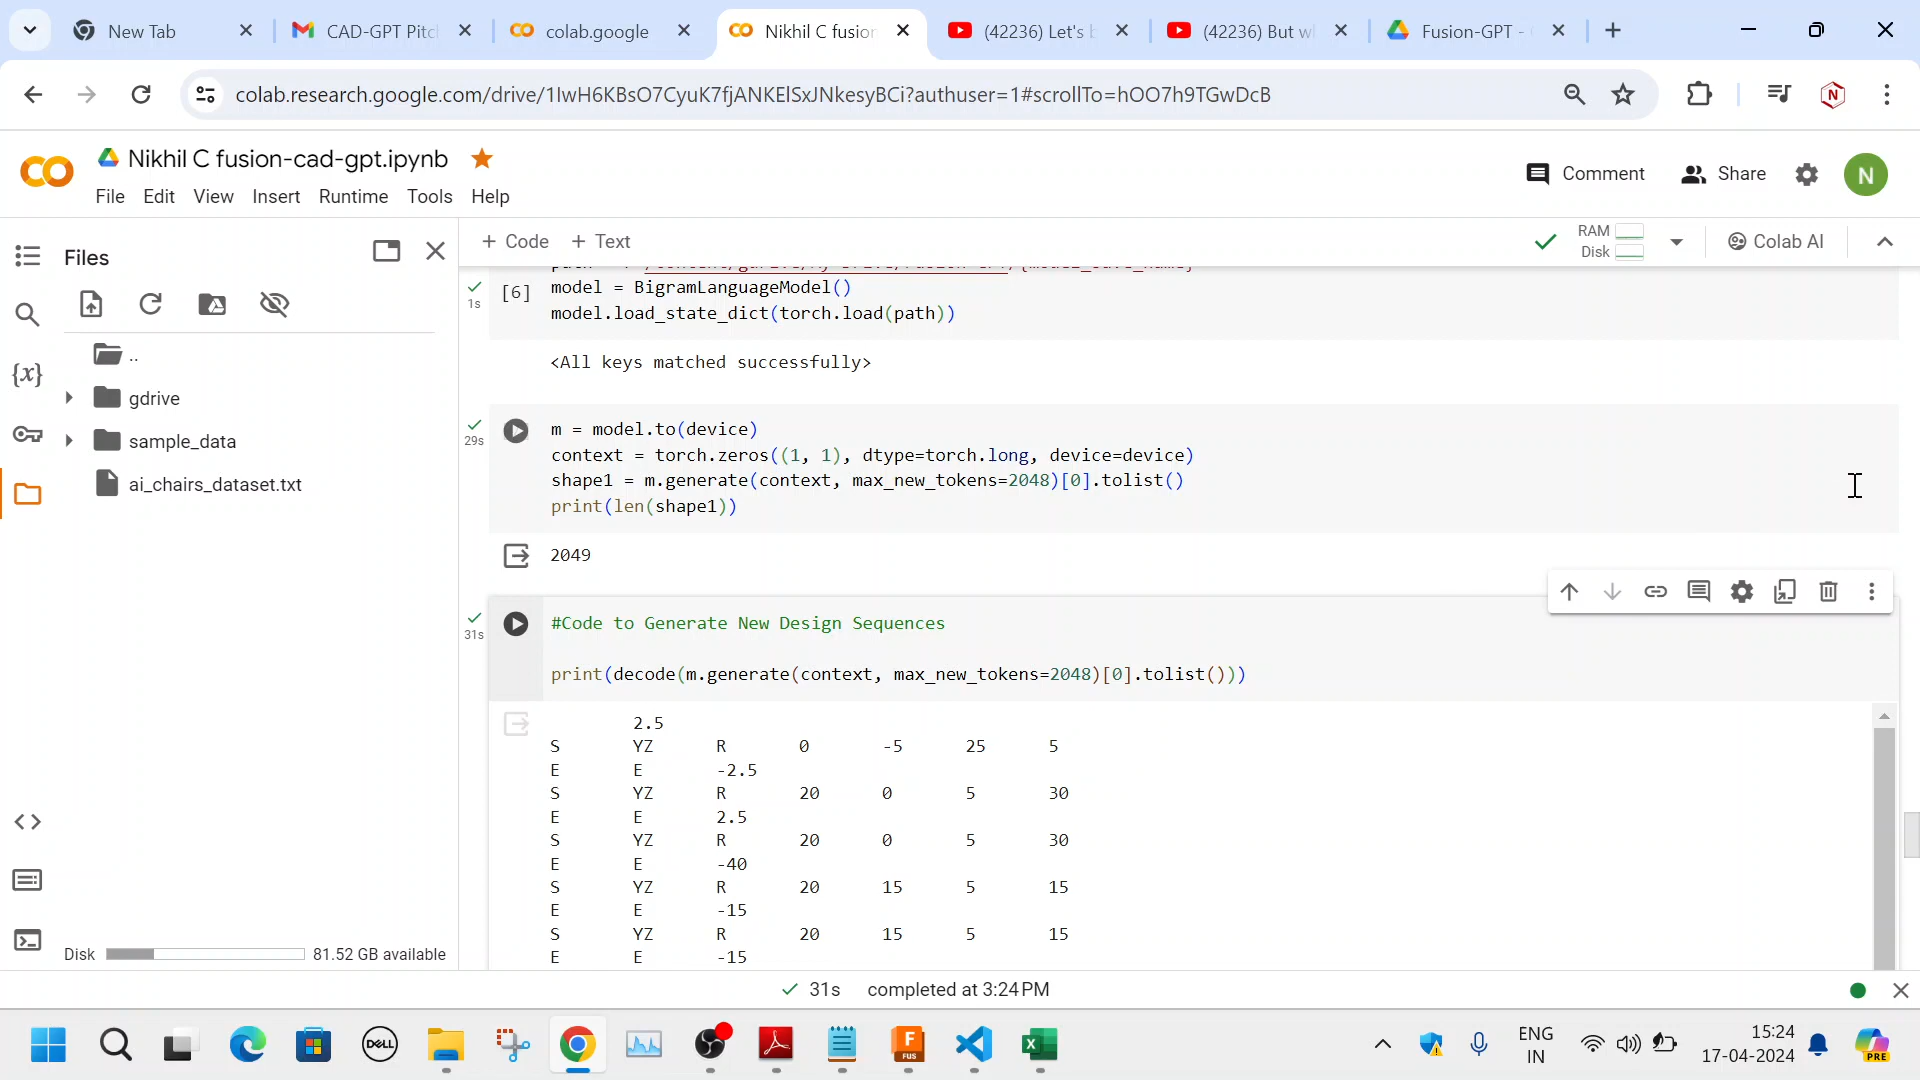 New Tab
CAD-GPT Pitc
colab.google
Nikhil C fusior
(42236) Let's b
(42236) But wl
Fusion-GPT -
colab.research.google.com/drive/1IwH6KBsO7CyuK7fjANKElSxJNkesyBCi?authuser=1#scrollTo=hOO7h9TGwDcB
N
Nikhil C fusion-cad-gpt.ipynb
File Edit View Insert Runtime Tools Help
Comment
Share
N
Files
+ Code + Text
RAM
Disk
Colab AI
{x}
..
gdrive
sample_data
ai_chairs_dataset.txt
1s
[6]
model = BigramLanguageModel()
model.load_state_dict(torch.load(path))
<All keys matched successfully>
29s
m = model.to(device)
context = torch.zeros((1, 1), dtype=torch.long, device=device)
shape1 = m.generate(context, max_new_tokens=2048)[0].tolist()
print(len(shape1))
2049
31s
#Code to Generate New Design Sequences
print(decode(m.generate(context, max_new_tokens=2048)[0].tolist()))
2.5
S YZ R 0 -5 25 5
E E -2.5
S YZ R 20 0 5 30
E E 2.5
S YZ R 20 0 5 30
E E -40
S YZ R 20 15 5 15
E E -15
S YZ R 20 15 5 15
E E -15
Disk
81.52 GB available
31s completed at 3:24 PM
DELL
F
FUS
ENG
IN
15:24
17-04-2024
PRE